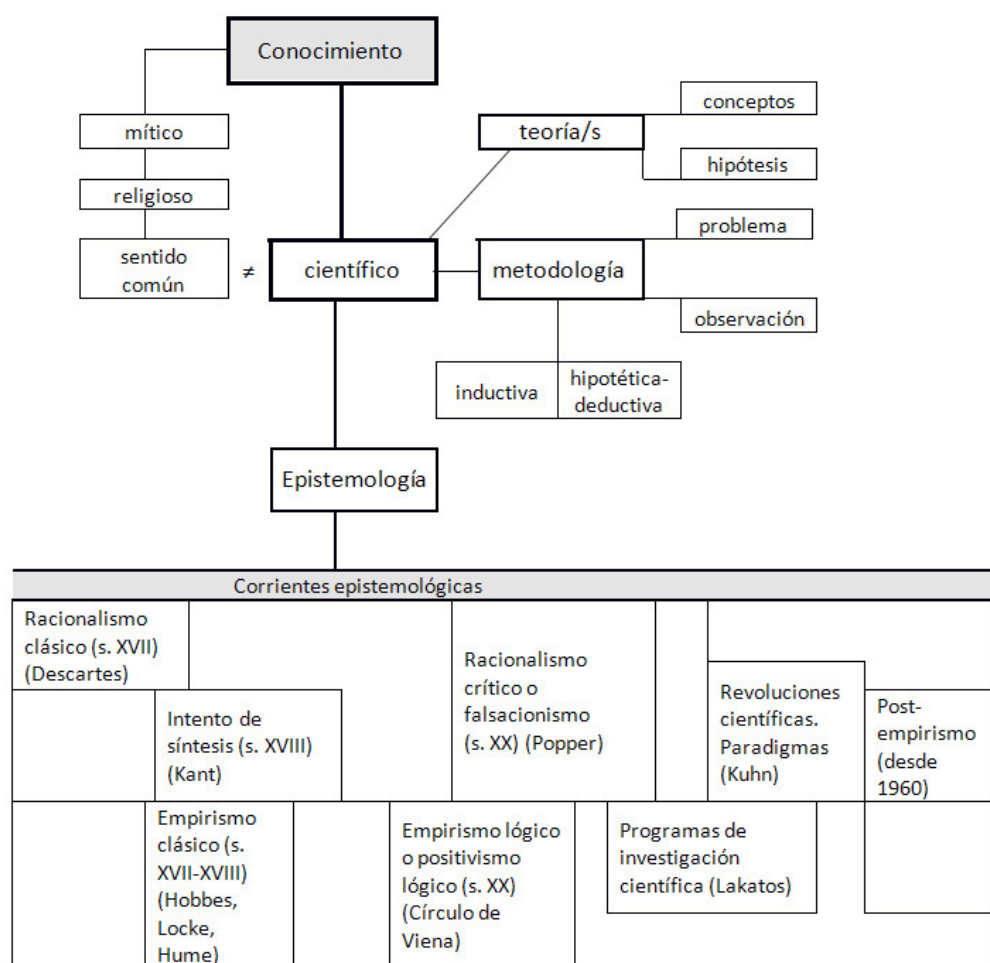 Conocimiento
mítico
religioso
sentido
común
≠
científico
teoría/s
conceptos
hipótesis
metodología
problema
observación
inductiva
hipotética-
deductiva
Epistemología
Corrientes epistemológicas
Racionalismo
clásico (s. XVII)
(Descartes)
Intento de
síntesis (s. XVIII)
(Kant)
Racionalismo
crítico o
falsacionismo
(s. XX) (Popper)
Revoluciones
científicas.
Paradigmas
(Kuhn)
Post-
empirismo
(desde
1960)
Empirismo
clásico (s.
XVII-XVIII)
(Hobbes,
Locke,
Hume)
Empirismo lógico
o positivismo
lógico (s. XX)
(Círculo de
Viena)
Programas de
investigación
científica (Lakatos)